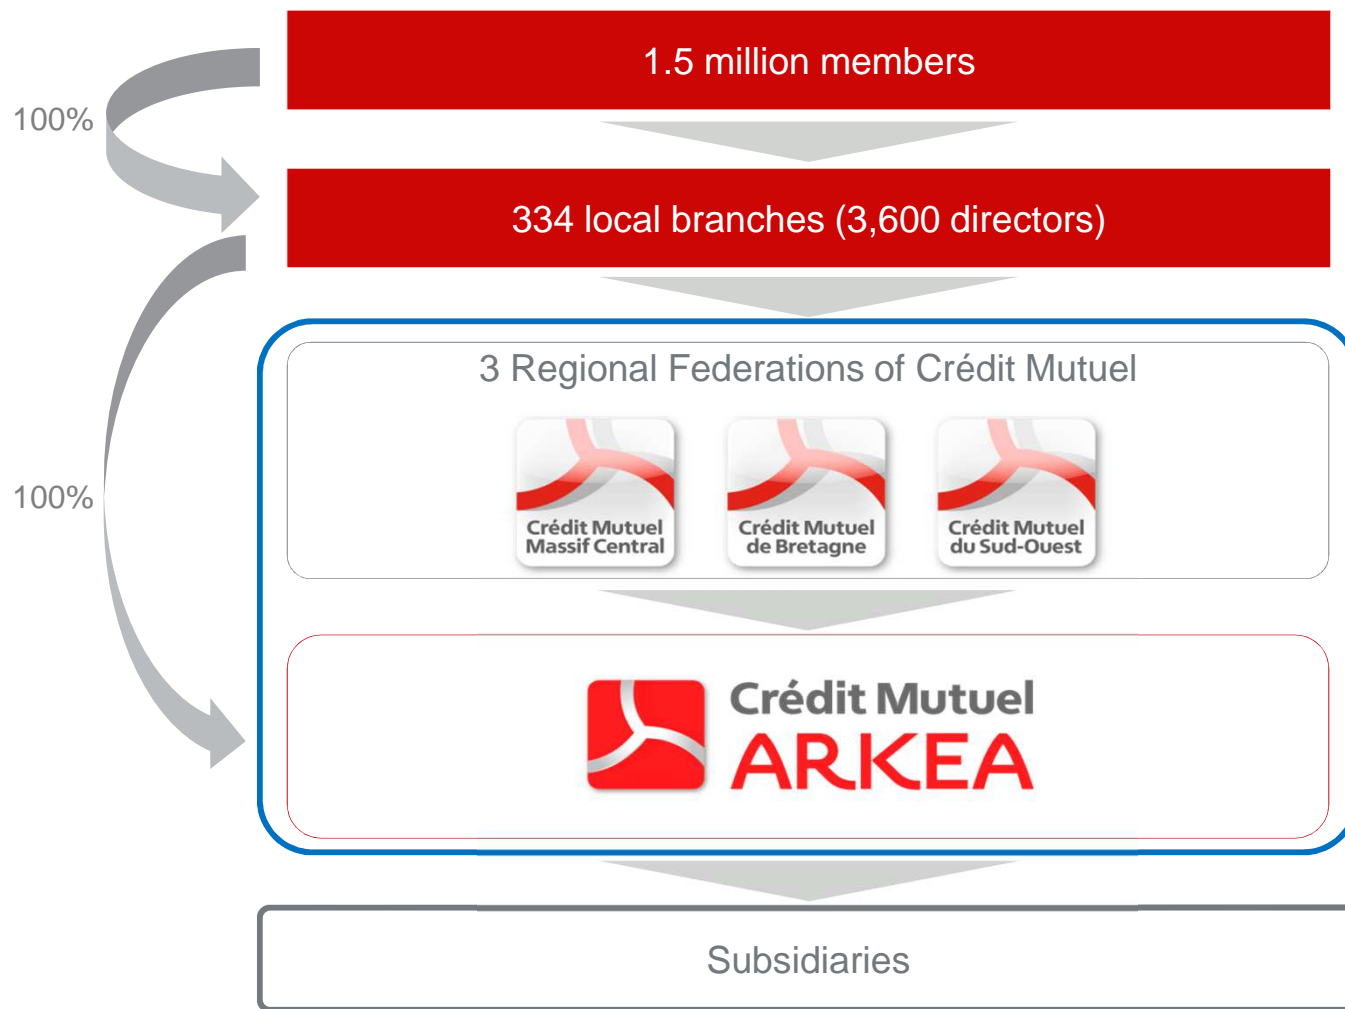 1.5 million members
100%
334 local branches (3,600 directors)
3 Regional Federations of Crédit Mutuel
Crédit Mutuel
Massif Central
Crédit Mutuel
de Bretagne
Crédit Mutuel
du Sud-Ouest
100%
Crédit Mutuel
ARKEA
Subsidiaries